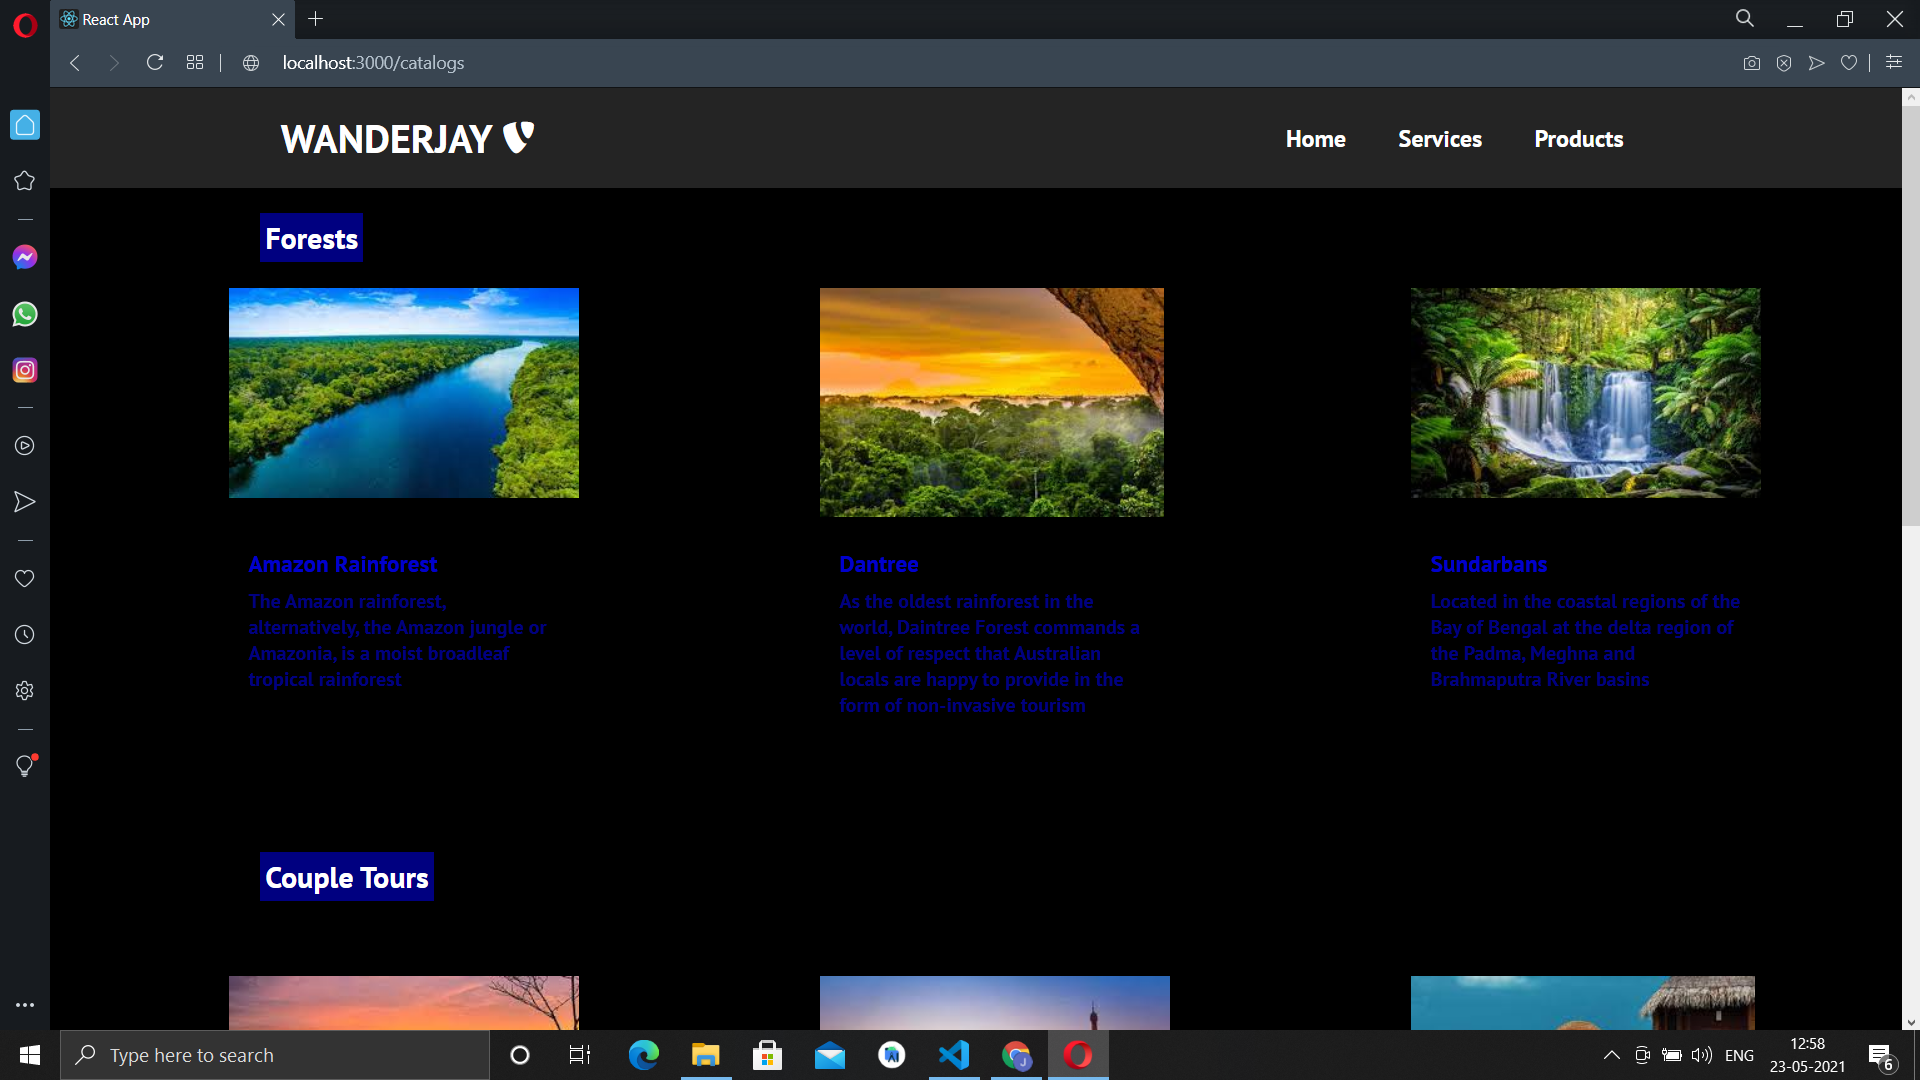 React App
localhost:3000/catalogs
WANDERJAY
Home Services Products
Forests
Amazon Rainforest
The Amazon rainforest,
alternatively, the Amazon jungle or
Amazonia, is a moist broadleaf
tropical rainforest
Dantree
As the oldest rainforest in the
world, Daintree Forest commands a
level of respect that Australian
locals are happy to provide in the
form of non-invasive tourism
Sundarbans
Located in the coastal regions of the
Bay of Bengal at the delta region of
the Padma, Meghna and
Brahmaputra River basins
Couple Tours
Type here to search
ENG
12:58
23-05-2021
6